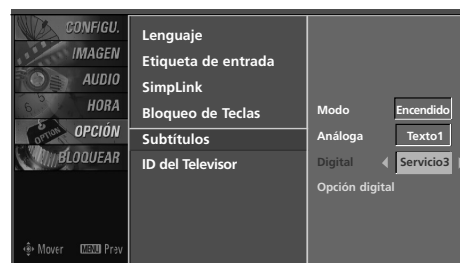 CONFIGU.
IMAGEN
AUDIO
HORA
OPCIÓN
BLOQUEAR
Mover MENU Prev
Lenguaje
Etiqueta de entrada
SimpLink
Bloqueo de Teclas
Subtítulos
ID del Televisor
Modo Encendido
Análoga Texto1
Digital Servicio3
Opción digital